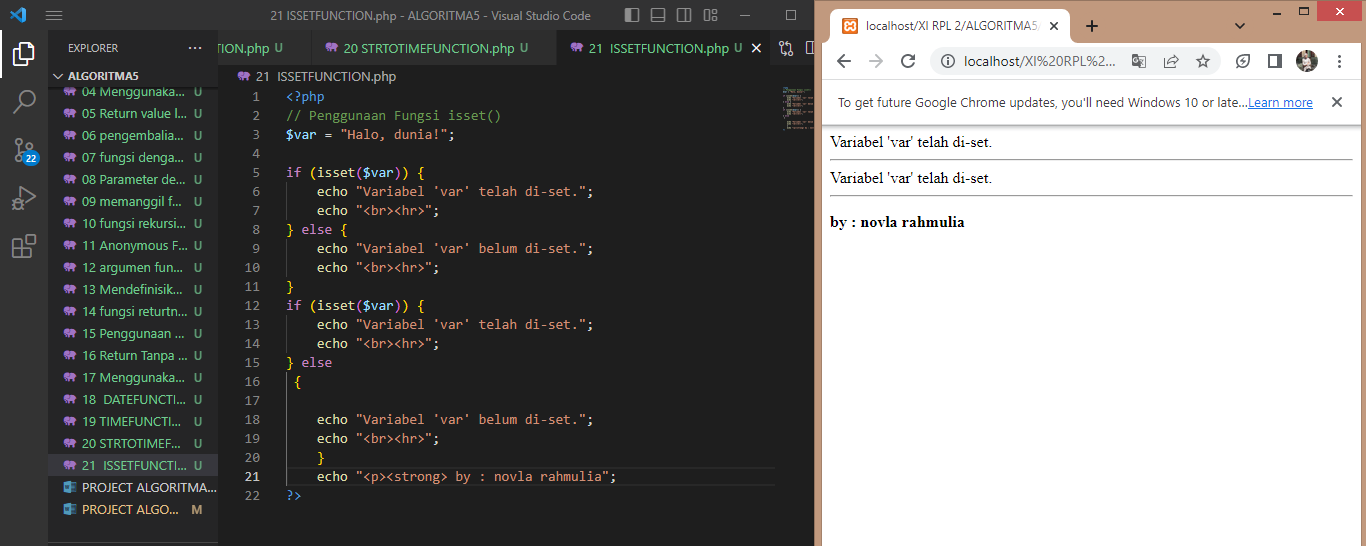 21 ISSETFUNCTION.php - ALGORITMA5 - Visual Studio Code
EXPLORER
ALGORITMA5
04 Menggunaka... U
05 Return value l... U
06 pengembalia... U
07 fungsi denga... U
08 Parameter de... U
09 memanggil f... U
10 fungsi rekursi... U
11 Anonymous F... U
12 argumen fun... U
13 Mendefinisik... U
14 fungsi returtn... U
15 Penggunaan ... U
16 Return Tanpa ... U
17 Menggunaka... U
18 DATEFUNCTI... U
19 TIMEFUNCTI... U
20 STRTOTIMEF... U
21 ISSETFUNCTI... U
PROJECT ALGORITMA...
PROJECT ALGO... M
22
TION.php U
20 STRTOTIMEFUNCTION.php U
21 ISSETFUNCTION.php U
21 ISSETFUNCTION.php
1 <?php
2 // Penggunaan Fungsi isset()
3 $var = "Halo, dunia!";
4
5 if (isset($var)) {
6 echo "Variabel 'var' telah di-set.";
7 echo "<br><hr>";
8 } else {
9 echo "Variabel 'var' belum di-set.";
10 echo "<br><hr>";
11 }
12 if (isset($var)) {
13 echo "Variabel 'var' telah di-set.";
14 echo "<br><hr>";
15 } else
16 {
17
18 echo "Variabel 'var' belum di-set.";
19 echo "<br><hr>";
20 }
21 echo "<p><strong> by : novla rahmulia";
22 ?>
localhost/XI RPL 2/ALGORITMA5/
localhost/XI%20RPL%2...
To get future Google Chrome updates, you'll need Windows 10 or late...Learn more
Variabel 'var' telah di-set.
Variabel 'var' telah di-set.
by : novla rahmulia